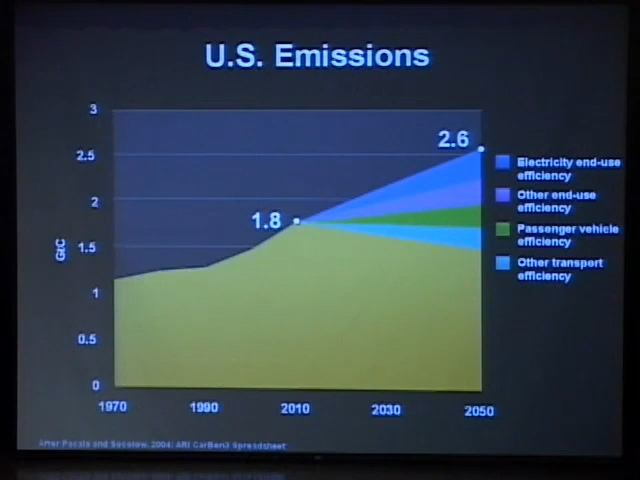 U.S. Emissions
3
2.5
2
1.5
1
0.5
0
GtC
2.6
1.8
1970
1990
2010
2030
2050
Electricity end-use
efficiency
Other end-use
efficiency
Passenger vehicle
efficiency
Other transport
efficiency
After Pacala and Socolow, 2004; ARI CarBen3 Spreadsheet